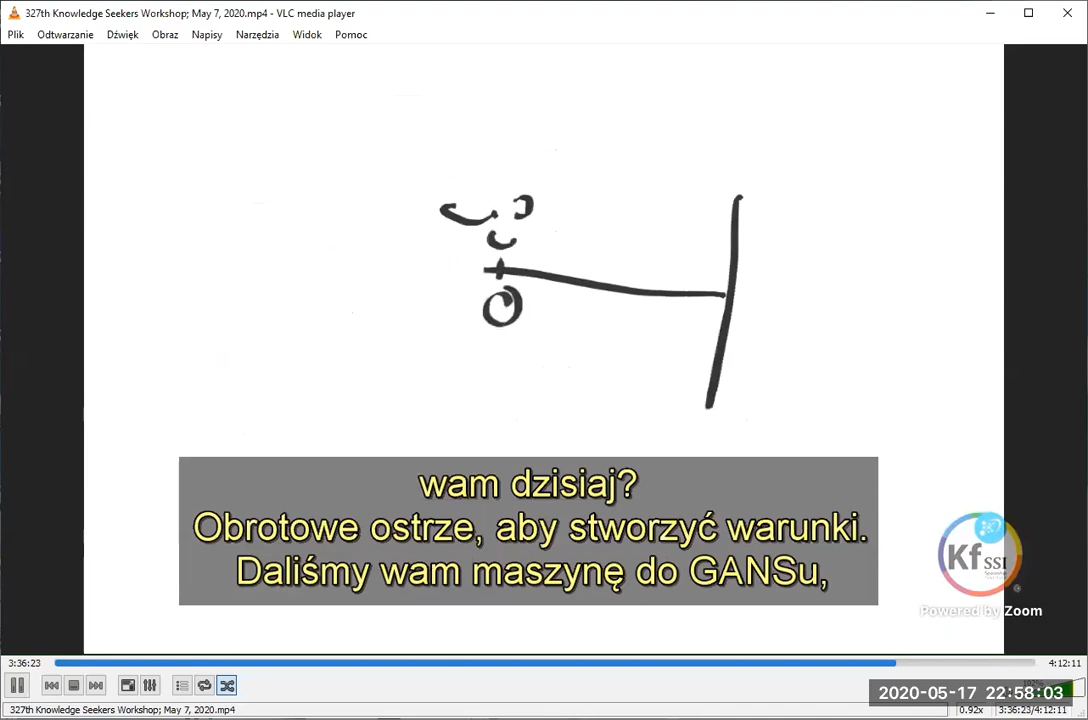 327th Knowledge Seekers Workshop; May 7, 2020.mp4 - VLC media player
Plik Odtwarzanie Dźwięk Obraz Napisy Narzędzia Widok Pomoc
wam dzisiaj?
Obrotowe ostrze, aby stworzyć warunki.
Daliśmy wam maszynę do GANSu,
Kf SSI
Powered by Zoom
3:36:23 4:12:11
102%
2020-05-17 22:58:03
327th Knowledge Seekers Workshop; May 7, 2020.mp4 0.92x 3:36:23/4:12:11